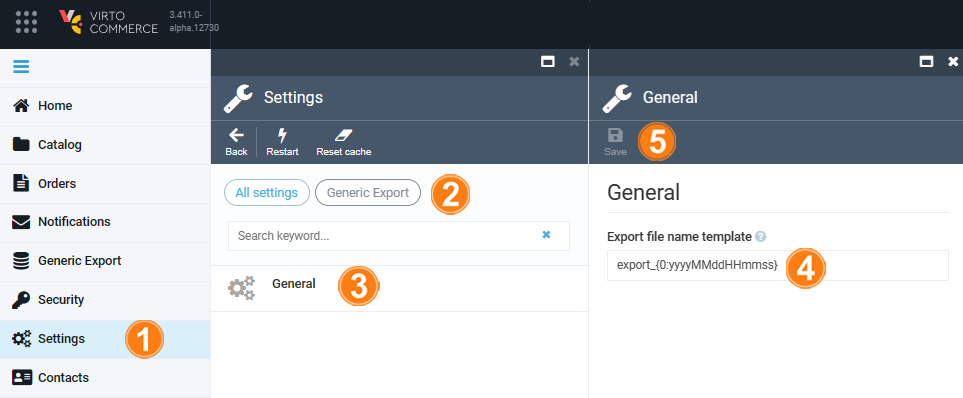 VIRTO
COMMERCE
3.411.0-
alpha.12730
Home
Catalog
Orders
Notifications
Generic Export
Security
Settings
1
Contacts
Settings
Back
Restart
Reset cache
All settings
Generic Export
2
Search keyword...
General
3
General
Save
5
General
Export file name template ?
export_{0:yyyyMMddHHmmss}
4